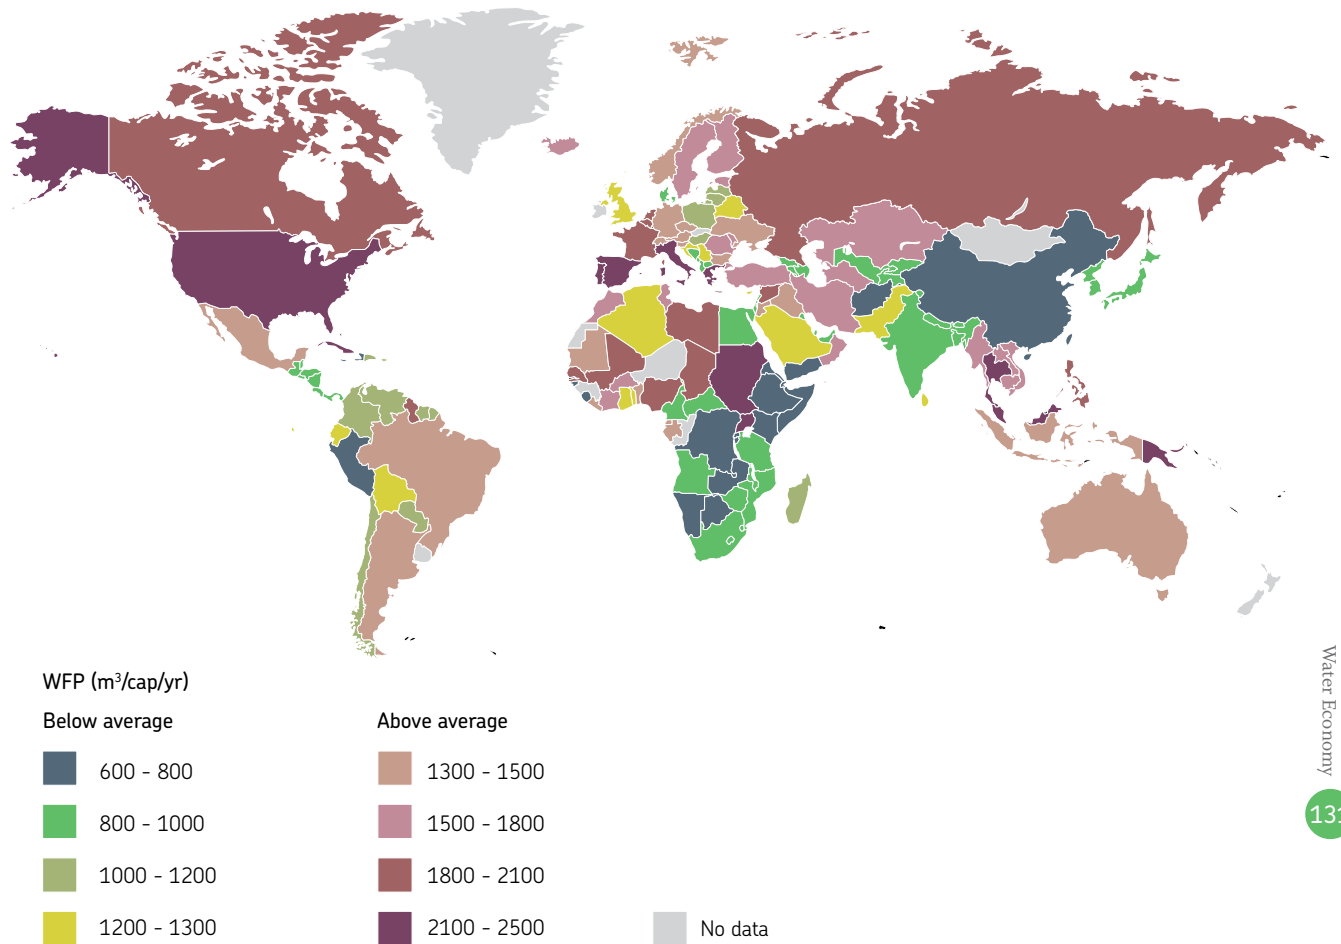 WFP (m³/cap/yr)
Below average
600 - 800
800 - 1000
1000 - 1200
1200 - 1300
Above average
1300 - 1500
1500 - 1800
1800 - 2100
2100 - 2500
No data
Water Economy
131